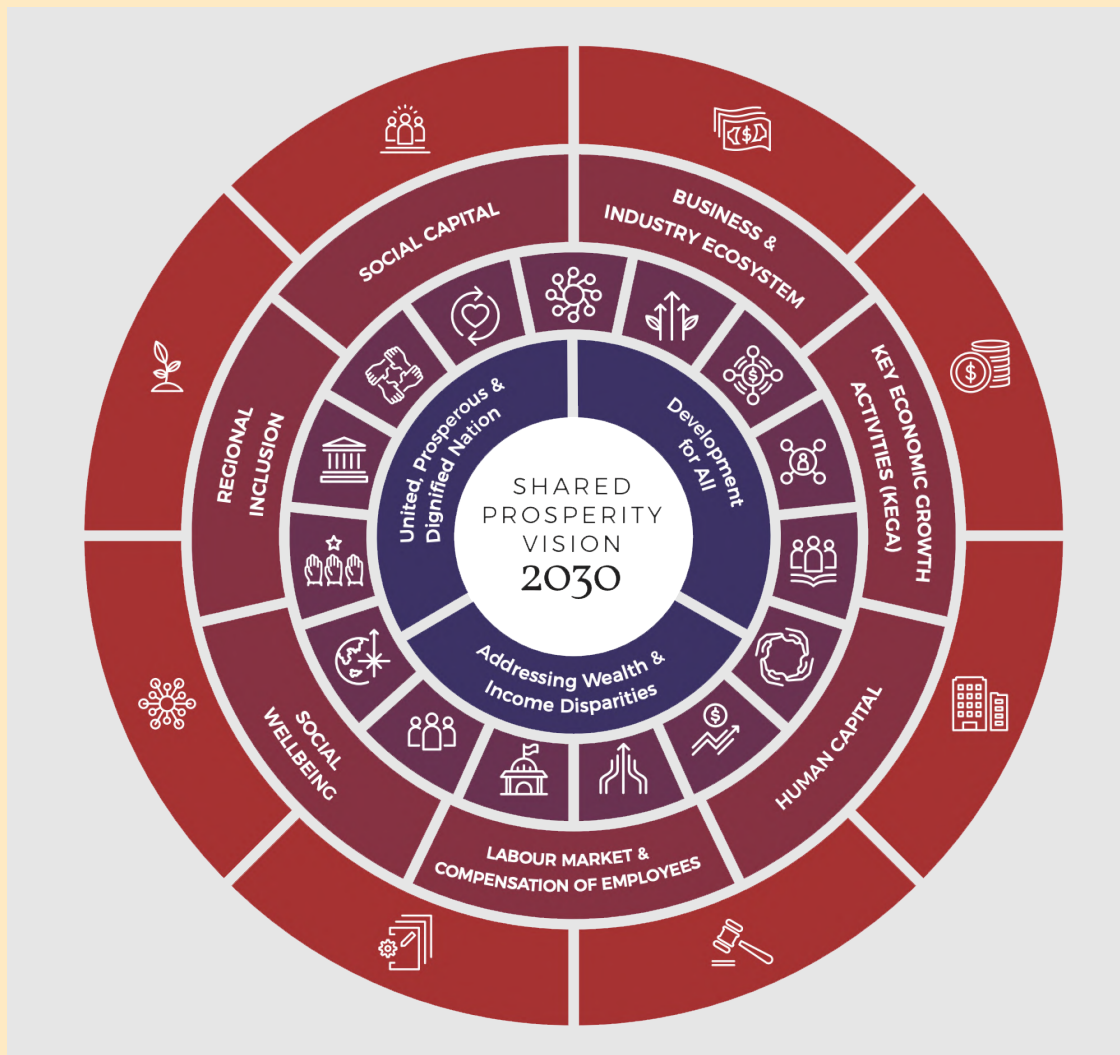 SHARED
PROSPERITY
VISION
2030
Development
for All
Addressing Wealth &
Income Disparities
United, Prosperous &
Dignified Nation
BUSINESS &
INDUSTRY ECOSYSTEM
KEY ECONOMIC GROWTH
ACTIVITIES (KEGA)
HUMAN CAPITAL
LABOUR MARKET &
COMPENSATION OF EMPLOYEES
SOCIAL
WELLBEING
REGIONAL
INCLUSION
SOCIAL CAPITAL